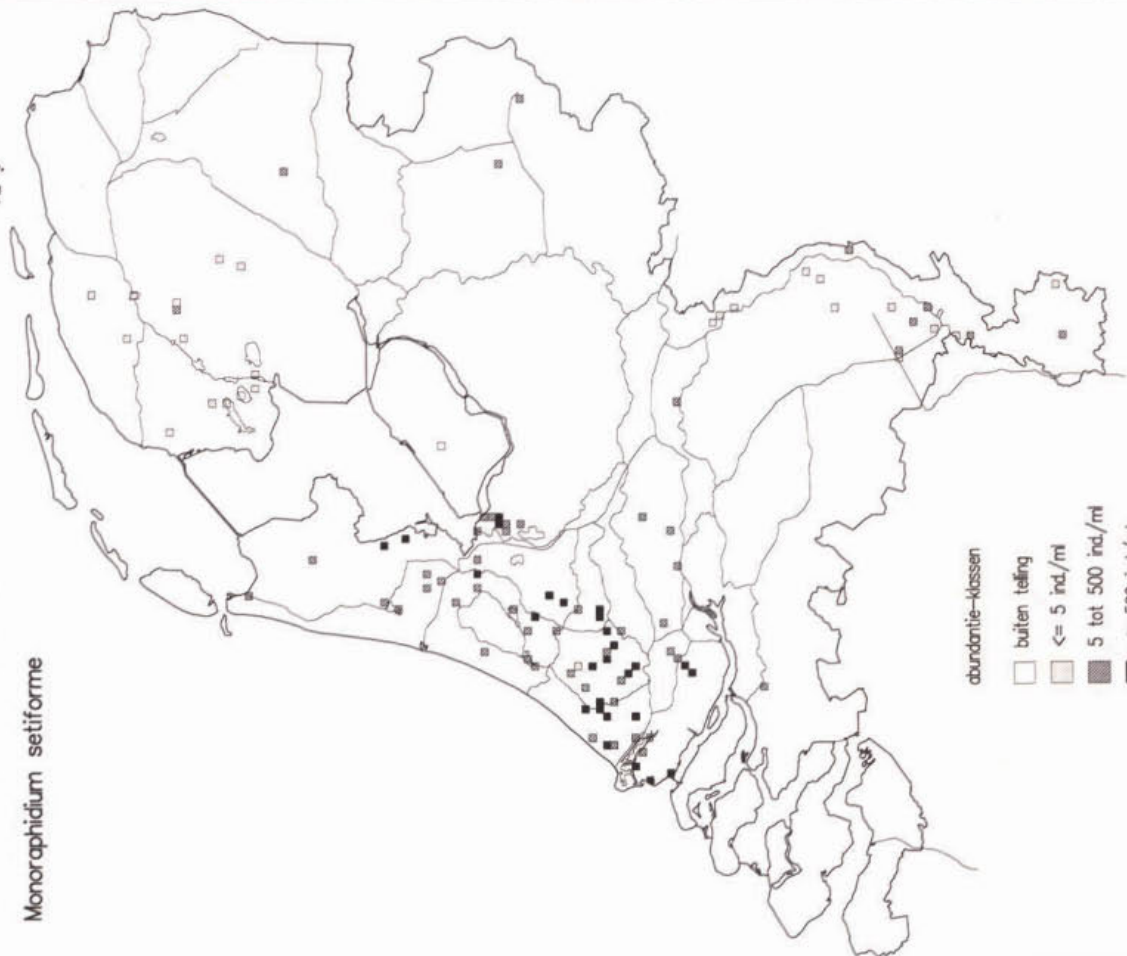 Monoraphidium setiforme
abundantie-klassen
buiten telling
<= 5 ind./ml
5 tot 500 ind./ml